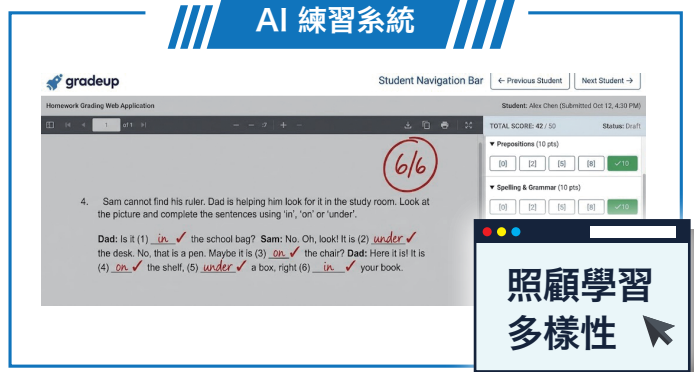 AI 練習系統
gradeup
Student Navigation Bar
← Previous Student
Next Student →
Homework Grading Web Application
Student: Alex Chen (Submitted Oct 12, 4:30 PM)
1 of 1
TOTAL SCORE: 42 / 50
Status: Draft
▾ Prepositions (10 pts)
[0] [2] [5] [8] ✓10
▾ Spelling & Grammar (10 pts)
[0] [2] [5] [8] ✓10
6/6
4. Sam cannot find his ruler. Dad is helping him look for it in the study room. Look at
the picture and complete the sentences using 'in', 'on' or 'under'.
Dad: Is it (1) in ✓ the school bag? Sam: No. Oh, look! It is (2) under ✓
the desk. No, that is a pen. Maybe it is (3) on ✓ the chair? Dad: Here it is! It is
(4) on ✓ the shelf, (5) under ✓ a box, right (6) in ✓ your book.
照顧學習
多樣性